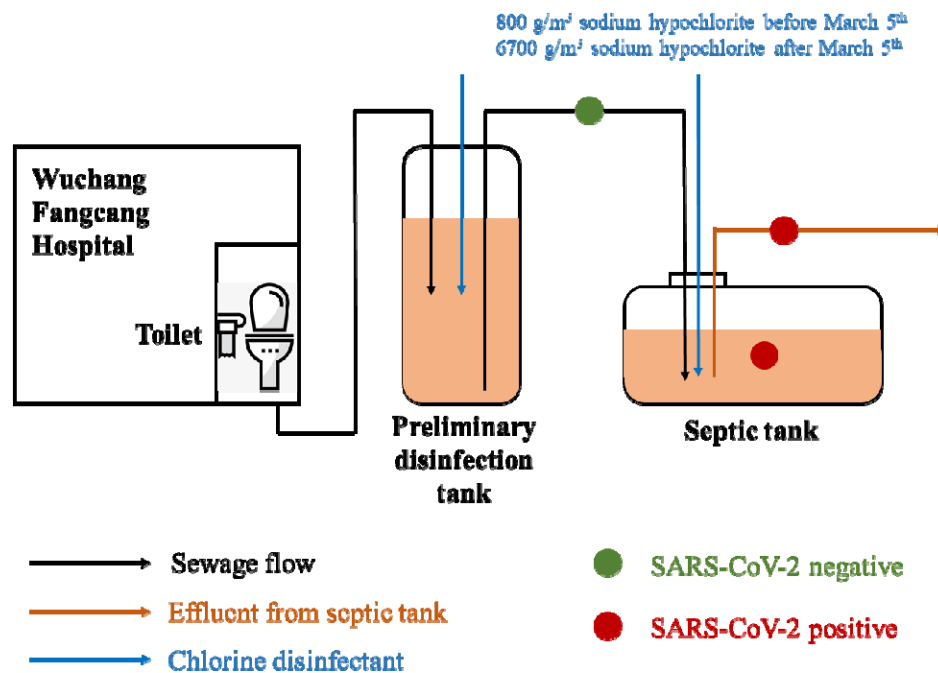 800 g/m³ sodium hypochlorite before March 5th
6700 g/m³ sodium hypochlorite after March 5th
Wuchang
Fangcang
Hospital
Toilet
Preliminary
disinfection
tank
Septic tank
Sewage flow
Effluent from septic tank
Chlorine disinfectant
SARS-CoV-2 negative
SARS-CoV-2 positive